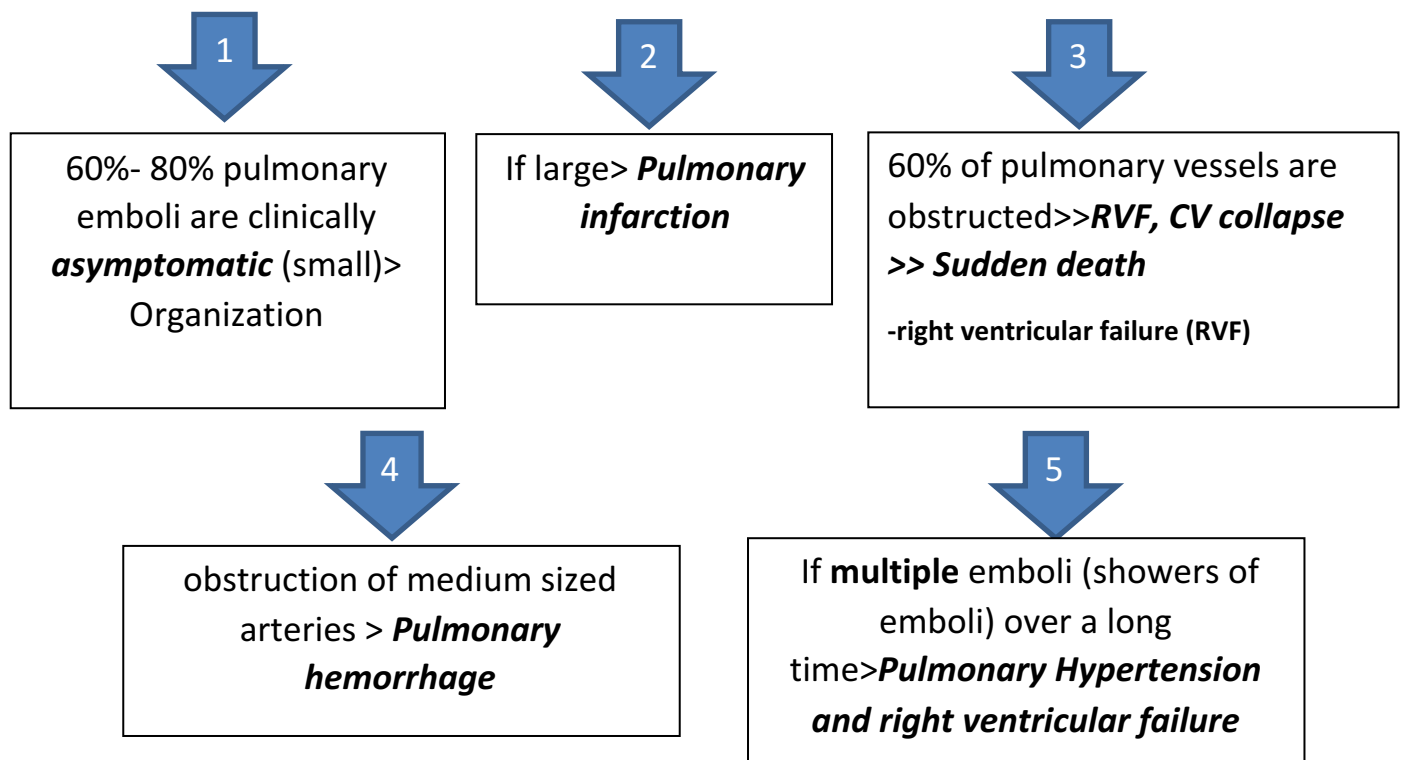 1
60%- 80% pulmonary
emboli are clinically
asymptomatic (small)>
Organization
2
If large> Pulmonary
infarction
3
60% of pulmonary vessels are
obstructed>>RVF, CV collapse
>> Sudden death
-right ventricular failure (RVF)
4
obstruction of medium sized
arteries > Pulmonary
hemorrhage
5
If multiple emboli (showers of
emboli) over a long
time>Pulmonary Hypertension
and right ventricular failure